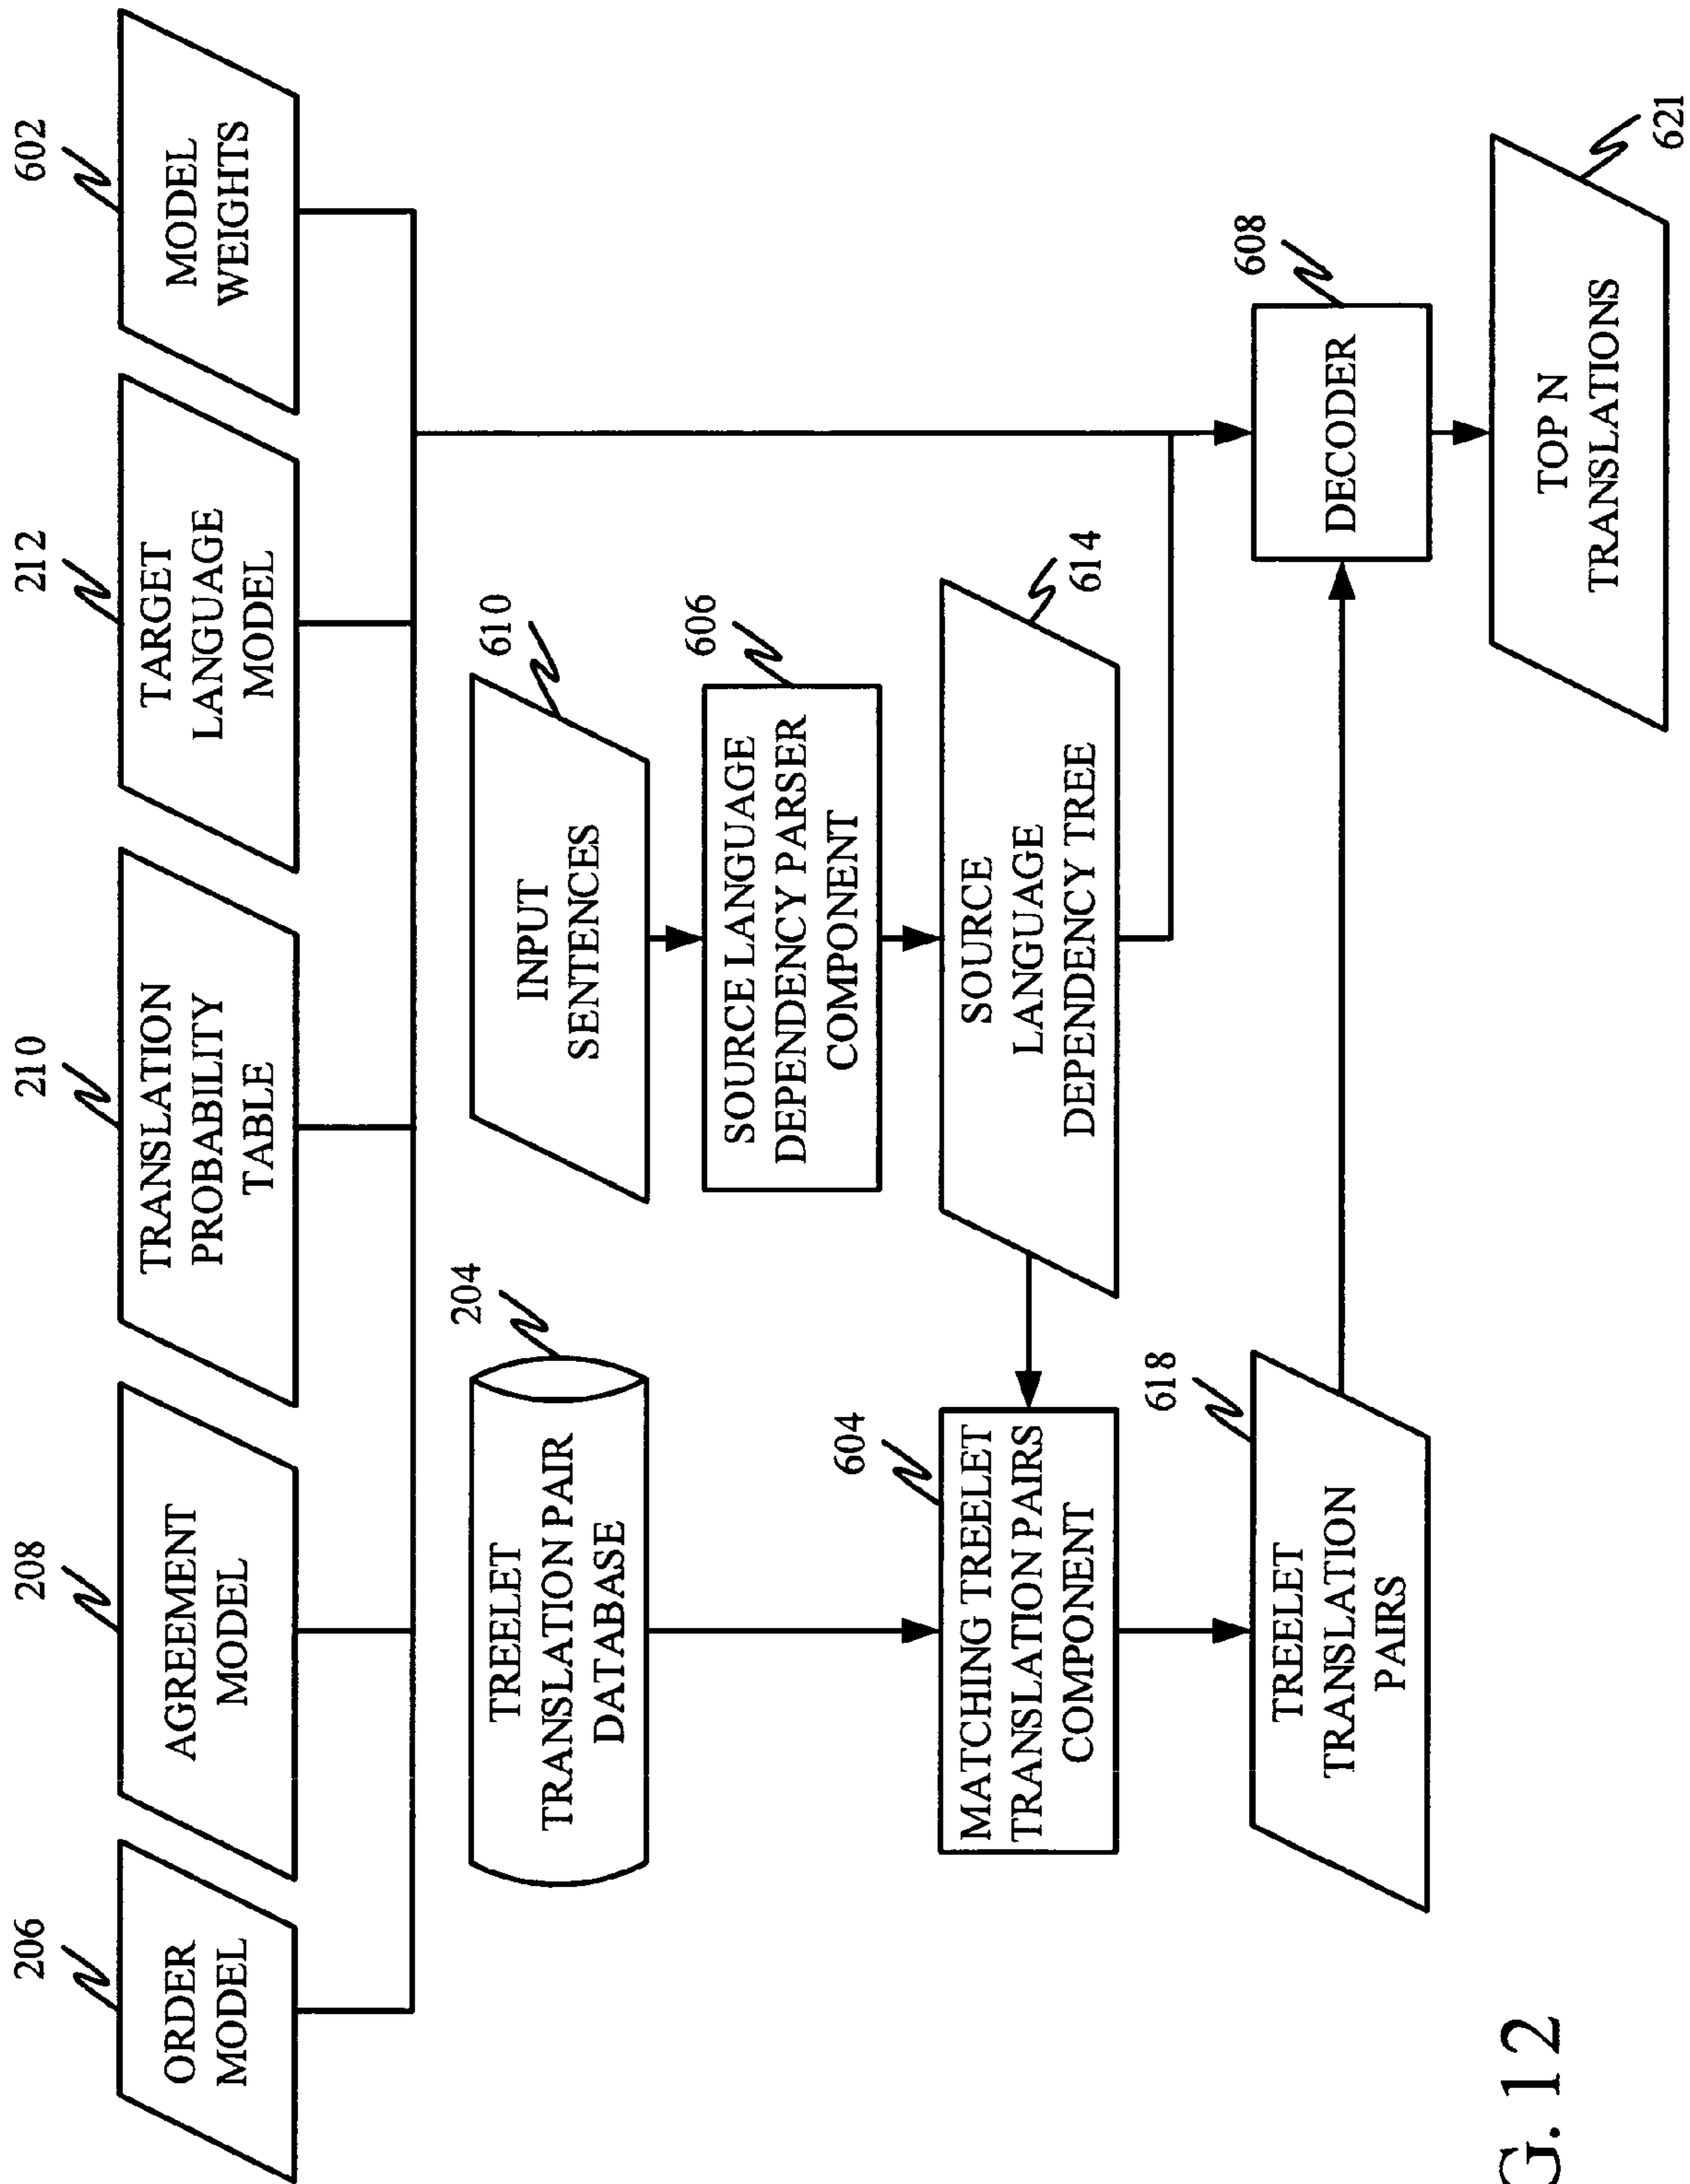 206
ORDER
MODEL
208
AGREEMENT
MODEL
210
TRANSLATION
PROBABILITY
TABLE
212
TARGET
LANGUAGE
MODEL
602
MODEL
WEIGHTS
204
TREELET
TRANSLATION PAIR
DATABASE
610
INPUT
SENTENCES
606
SOURCE LANGUAGE
DEPENDENCY PARSER
COMPONENT
604
MATCHING TREELET
TRANSLATION PAIRS
COMPONENT
SOURCE
LANGUAGE
DEPENDENCY TREE
614
618
TREELET
TRANSLATION
PAIRS
608
DECODER
TOP N
TRANSLATIONS
621
G. 12